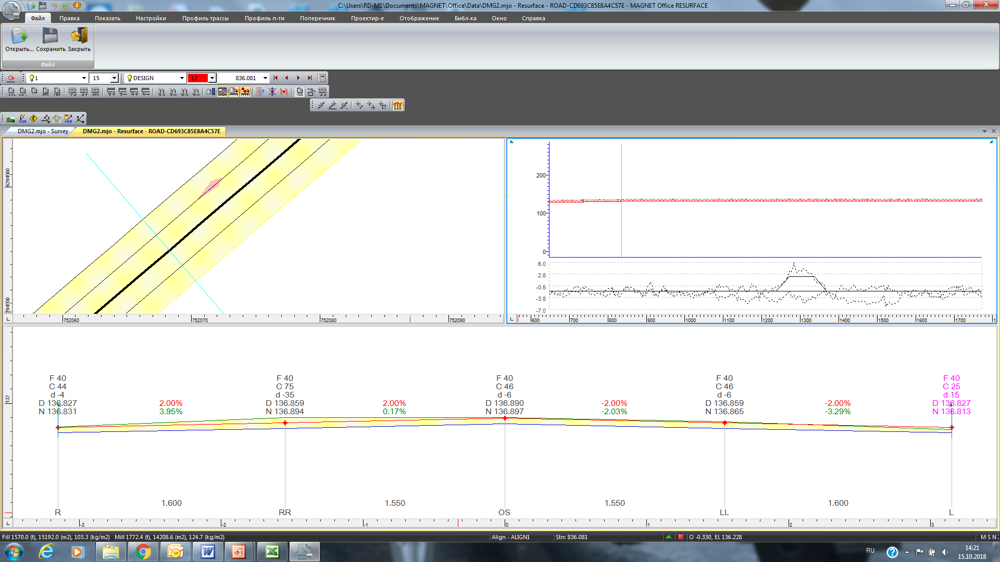 C:\Users\RD-M1\Documents\MAGNET\Office\Data\DMG2.mjo - Resurface - ROAD-CD693C85E8A4C57E - MAGNET Office RESURFACE
Файл Правка Показать Настройки Профиль трассы Профиль п-ти Поперечник Проектир-е Отображение Библ-ка Окно Справка
Открыть... Сохранить Закрыть
Файл
L 15 DESIGN 12 836.081
SHOW
MGR MGR
DMG2.mjo - Survey DMG2.mjo - Resurface - ROAD-CD693C85E8A4C57E
6294560
752060 752070 752080 752090
L
200
100
0
6.0
2.8
-0.5
-3.8
-7.0
600 700 800 900 1000 1100 1200 1300 1400 1500 1600 1700
137
F 40 F 40 F 40 F 40 F 40
C 44 C 75 C 46 C 46 C 25
d -4 d -35 d -6 d -6 d 15
D 136.827 2.00% D 136.859 2.00% D 136.890 -2.00% D 136.859 -2.00% D 136.827
N 136.831 3.95% N 136.894 0.17% N 136.897 -2.03% N 136.865 -3.29% N 136.813
1.600 1.550 1.550 1.600
R RR OS LL L
-3 -2 -1 0 1 2 3
Fill 1570.0 (t), 15192.0 (m2), 103.3 (kg/m2) Mill 1772.4 (t), 14208.6 (m2), 124.7 (kg/m2) Align - ALIGN1 Stn: 836.081 O -0.330, EL 136.228 M S N
RU 14:21
15.10.2018